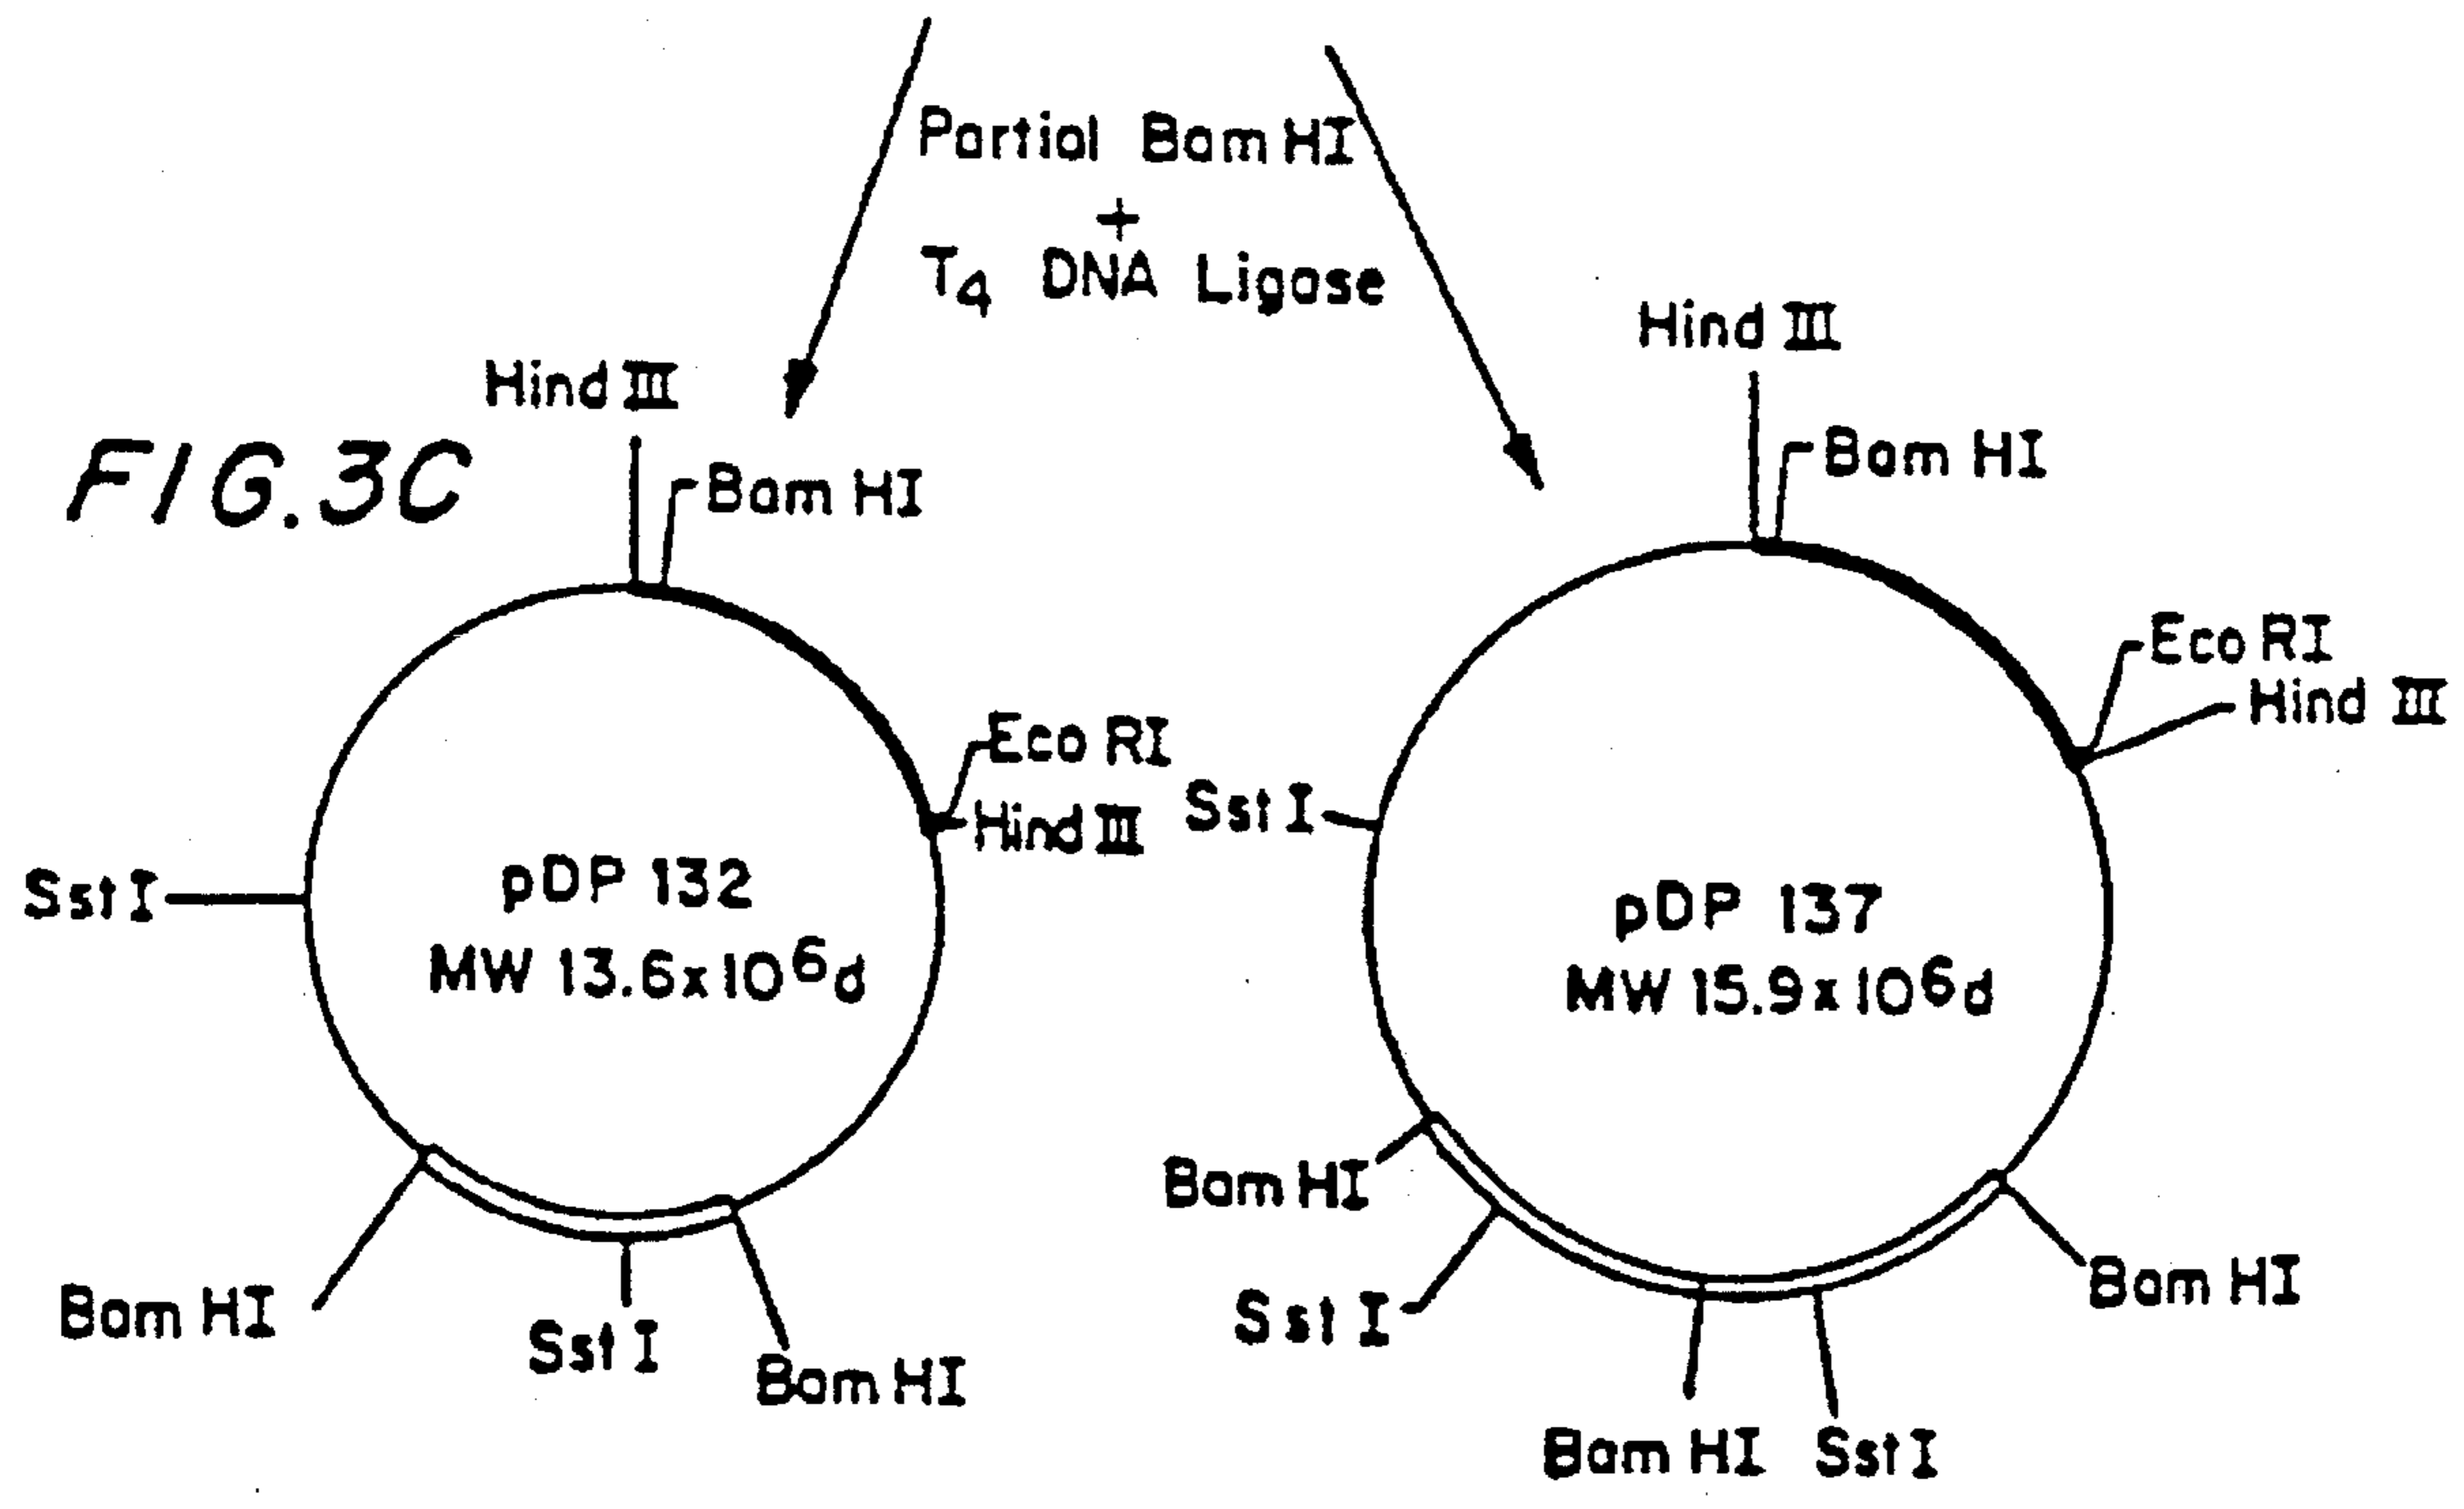 Partial Bam HI
+
T4 DNA Ligase
FIG. 3C
Hind III
Bam HI
Eco RI
Hind III
Sst I
pDP 132
MW 13.6x10⁶d
Bam HI
Sst I
Bam HI
Hind III
Bam HI
Eco RI
Hind III
Sst I
pDP 137
MW 15.9x10⁶d
Bam HI
Sst I
Bam HI
Sst I
Bam HI